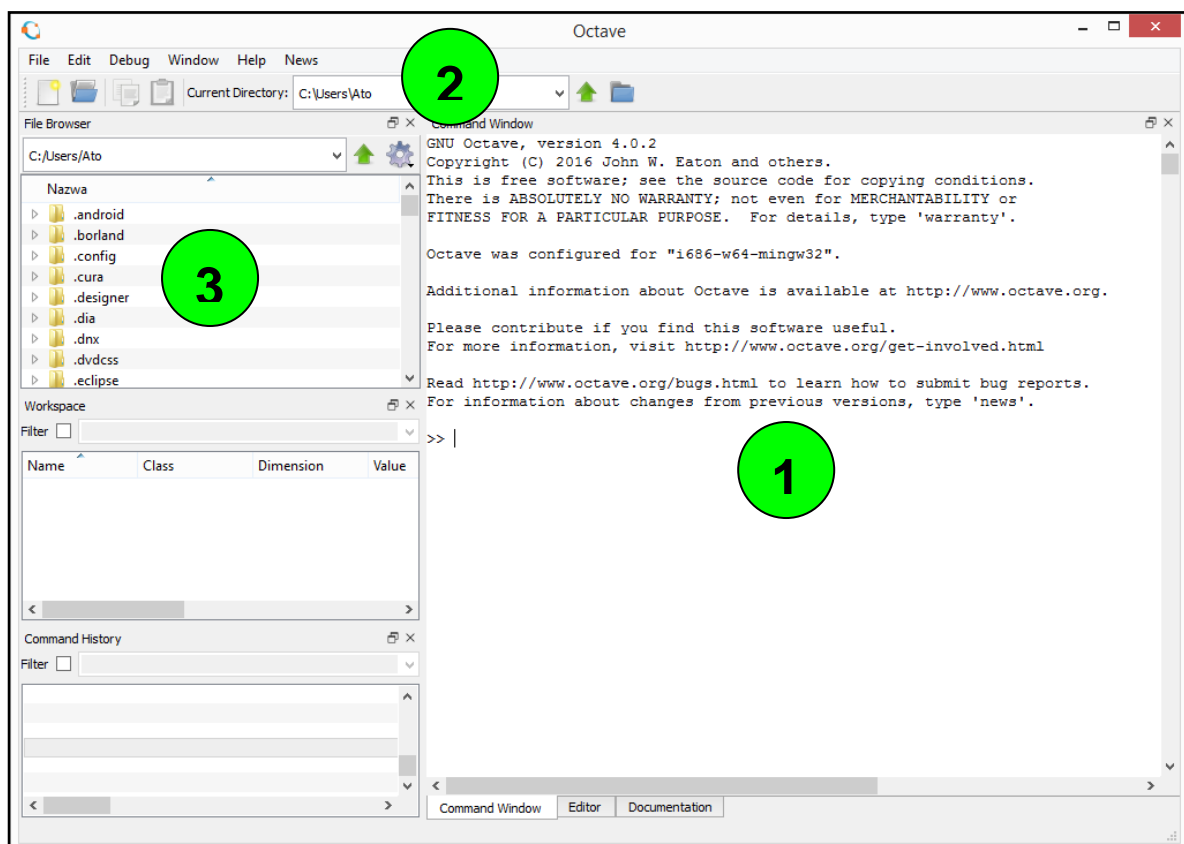 Octave
File Edit Debug Window Help News
Current Directory: C:\Users\Ato
2
File Browser
C:/Users/Ato
Nazwa
.android
.borland
.config
.cura
.designer
.dia
.dnx
.dvdcss
.eclipse
3
Workspace
Filter
Name Class Dimension Value
Command History
Filter
Command Window
GNU Octave, version 4.0.2
Copyright (C) 2016 John W. Eaton and others.
This is free software; see the source code for copying conditions.
There is ABSOLUTELY NO WARRANTY; not even for MERCHANTABILITY or
FITNESS FOR A PARTICULAR PURPOSE.  For details, type 'warranty'.
Octave was configured for "i686-w64-mingw32".
Additional information about Octave is available at http://www.octave.org.
Please contribute if you find this software useful.
For more information, visit http://www.octave.org/get-involved.html
Read http://www.octave.org/bugs.html to learn how to submit bug reports.
For information about changes from previous versions, type 'news'.
>>
1
Command Window Editor Documentation